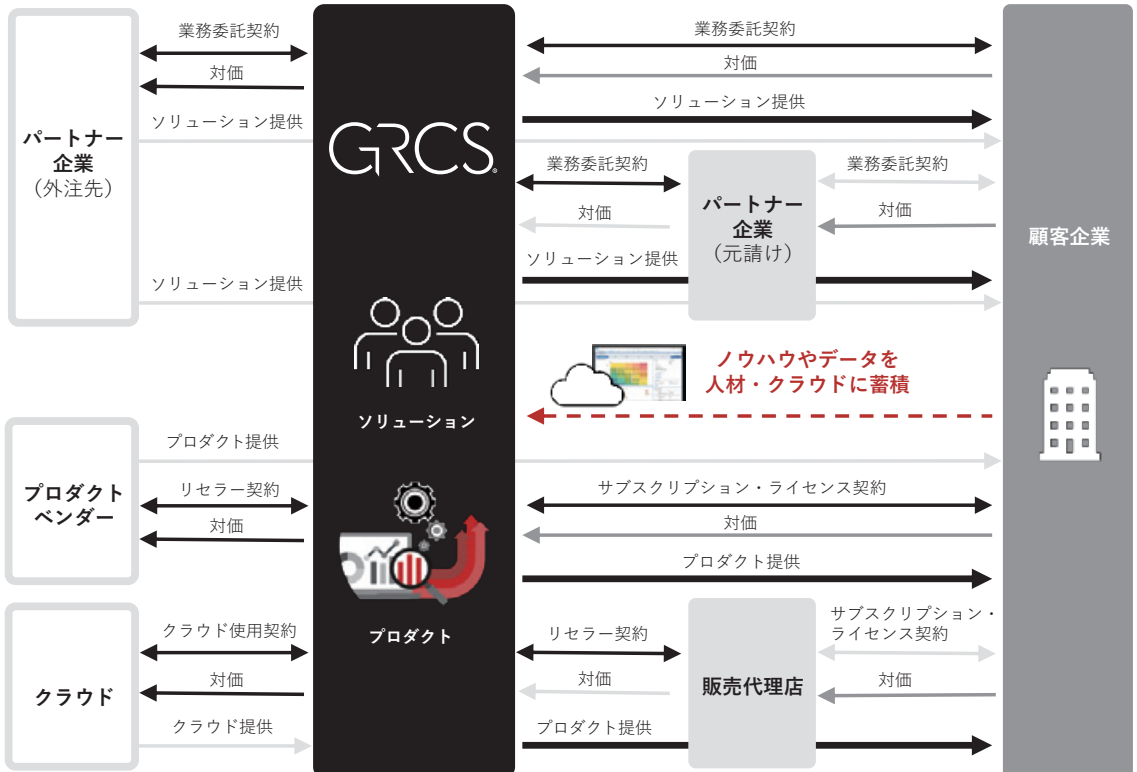 業務委託契約
対価
ソリューション提供
パートナー
企業
(外注先)
ソリューション提供
GRCS®
業務委託契約
対価
ソリューション提供
業務委託契約
対価
ソリューション提供
パートナー
企業
(元請け)
業務委託契約
対価
顧客企業
ソリューション
ノウハウやデータを
人材・クラウドに蓄積
プロダクト提供
プロダクト
ベンダー
リセラー契約
対価
サブスクリプション・ライセンス契約
対価
プロダクト提供
プロダクト
クラウド
クラウド使用契約
対価
クラウド提供
リセラー契約
対価
プロダクト提供
販売代理店
サブスクリプション・
ライセンス契約
対価